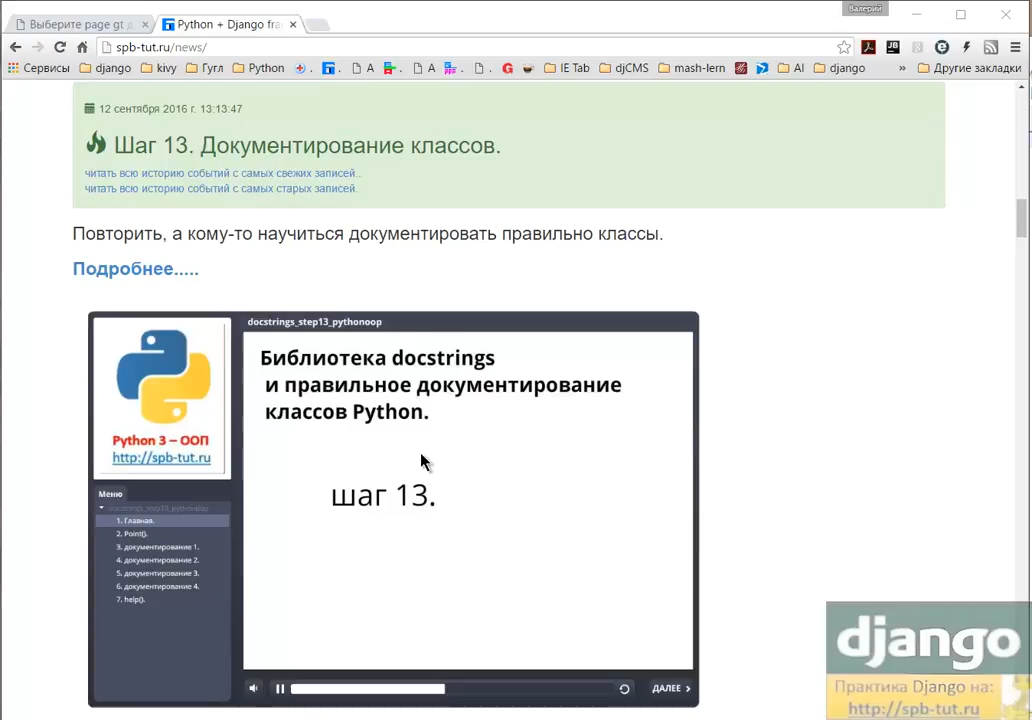 Валерий
Выберите page gt д
Python + Django fra
spb-tut.ru/news/
Сервисы django kivy Гугл Python A A G IE Tab djCMS mash-lern AI django » Другие закладки
12 сентября 2016 г. 13:13:47
Шаг 13. Документирование классов.
читать всю историю событий с самых свежих записей..
читать всю историю событий с самых старых записей.
Повторить, а кому-то научиться документировать правильно классы.
Подробнее.....
docstrings_step13_pythonoop
Python 3 – ООП
http://spb-tut.ru
Библиотека docstrings
и правильное документирование
классов Python.
шаг 13.
Меню
docstrings_step13_pythonoop
1. Главная.
2. Point().
3. документирование 1.
4. документирование 2.
5. документирование 3.
6. документирование 4.
7. help().
ДАЛЕЕ
django
Практика Django на:
http://spb-tut.ru